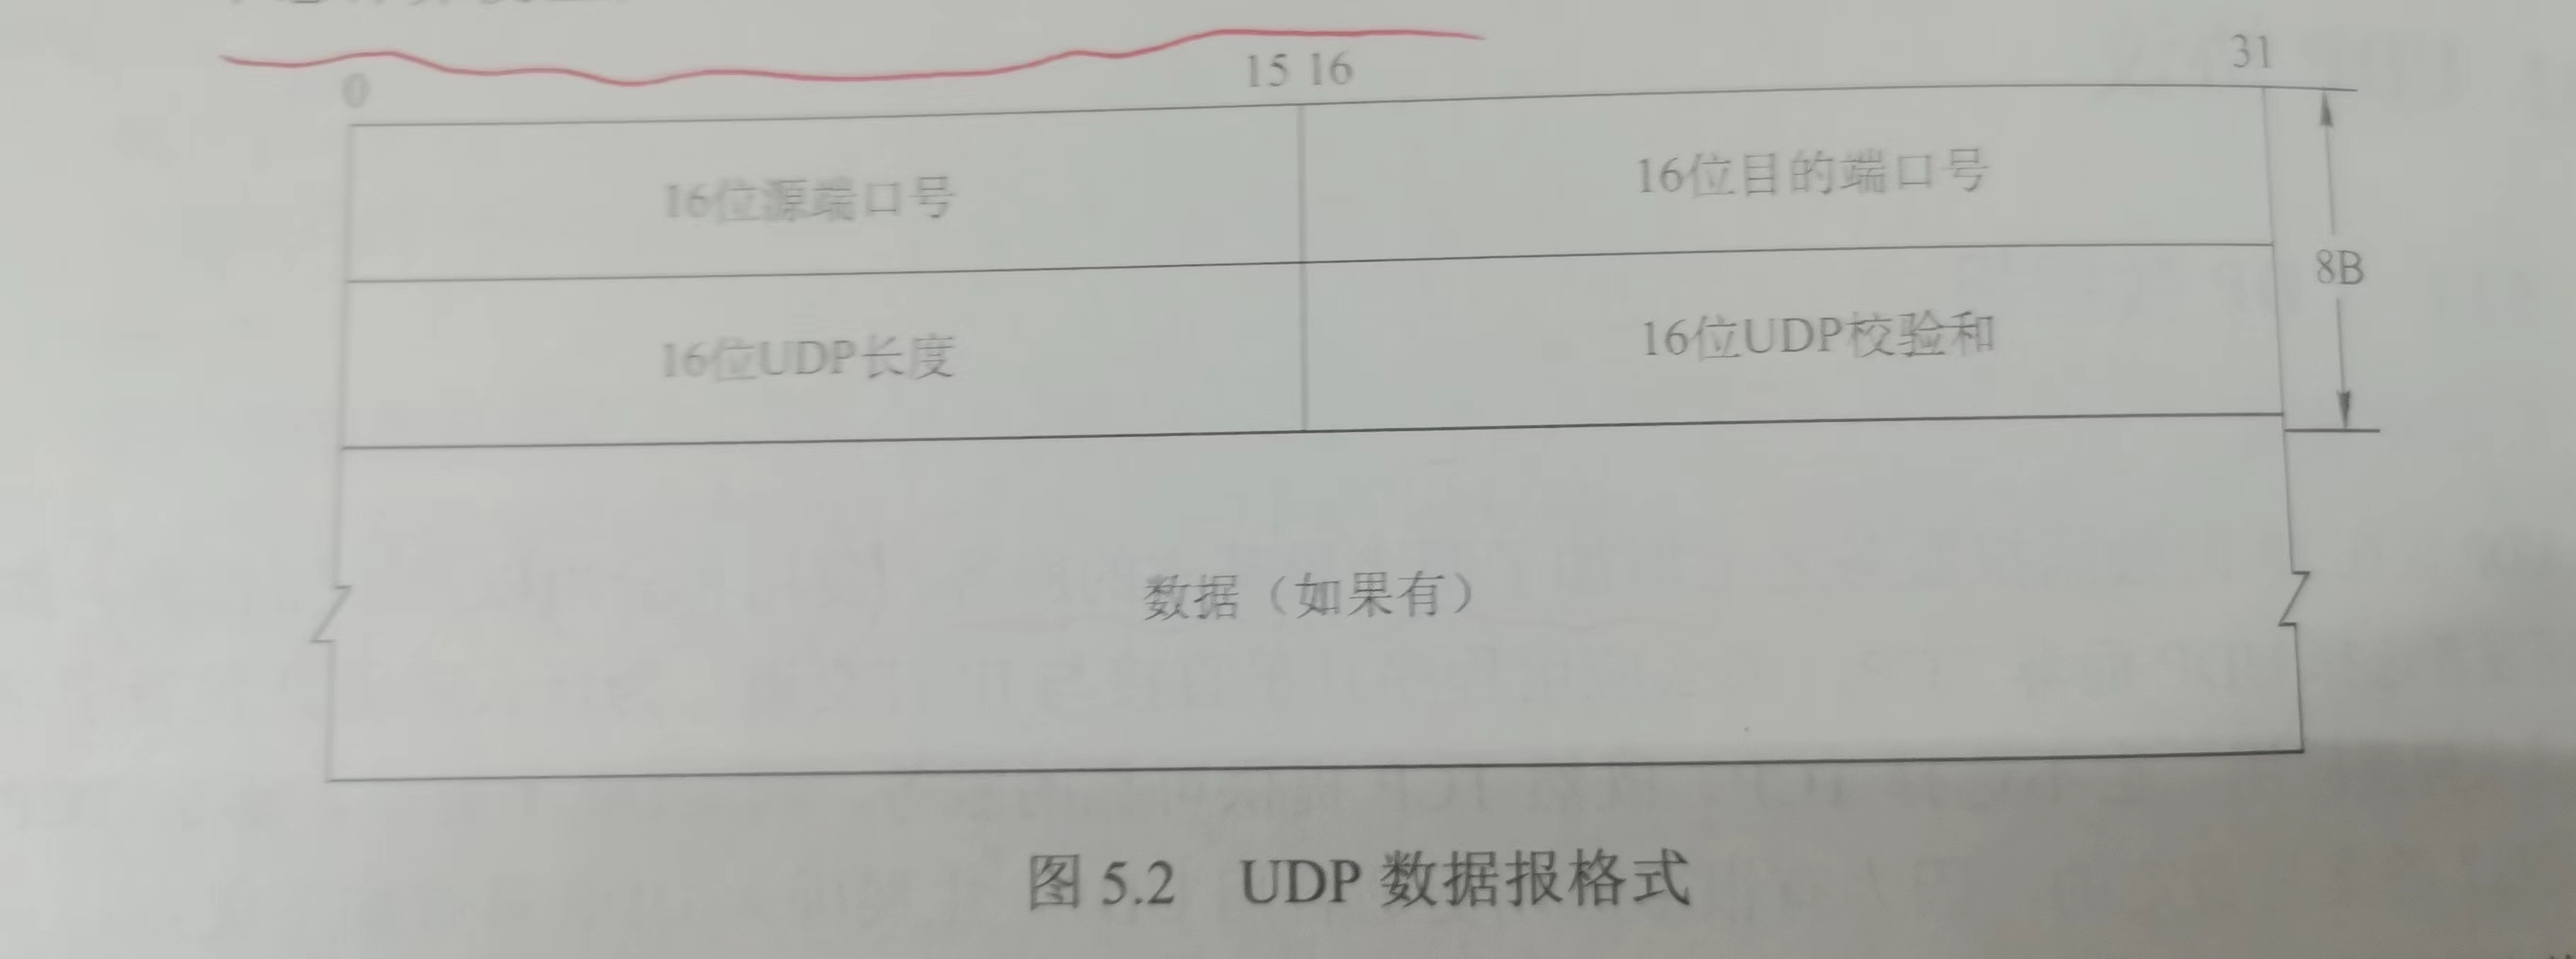 0 15 16 31
16位源端口号 16位目的端口号
8B
16位UDP长度 16位UDP校验和
数据（如果有）
图 5.2 UDP 数据报格式